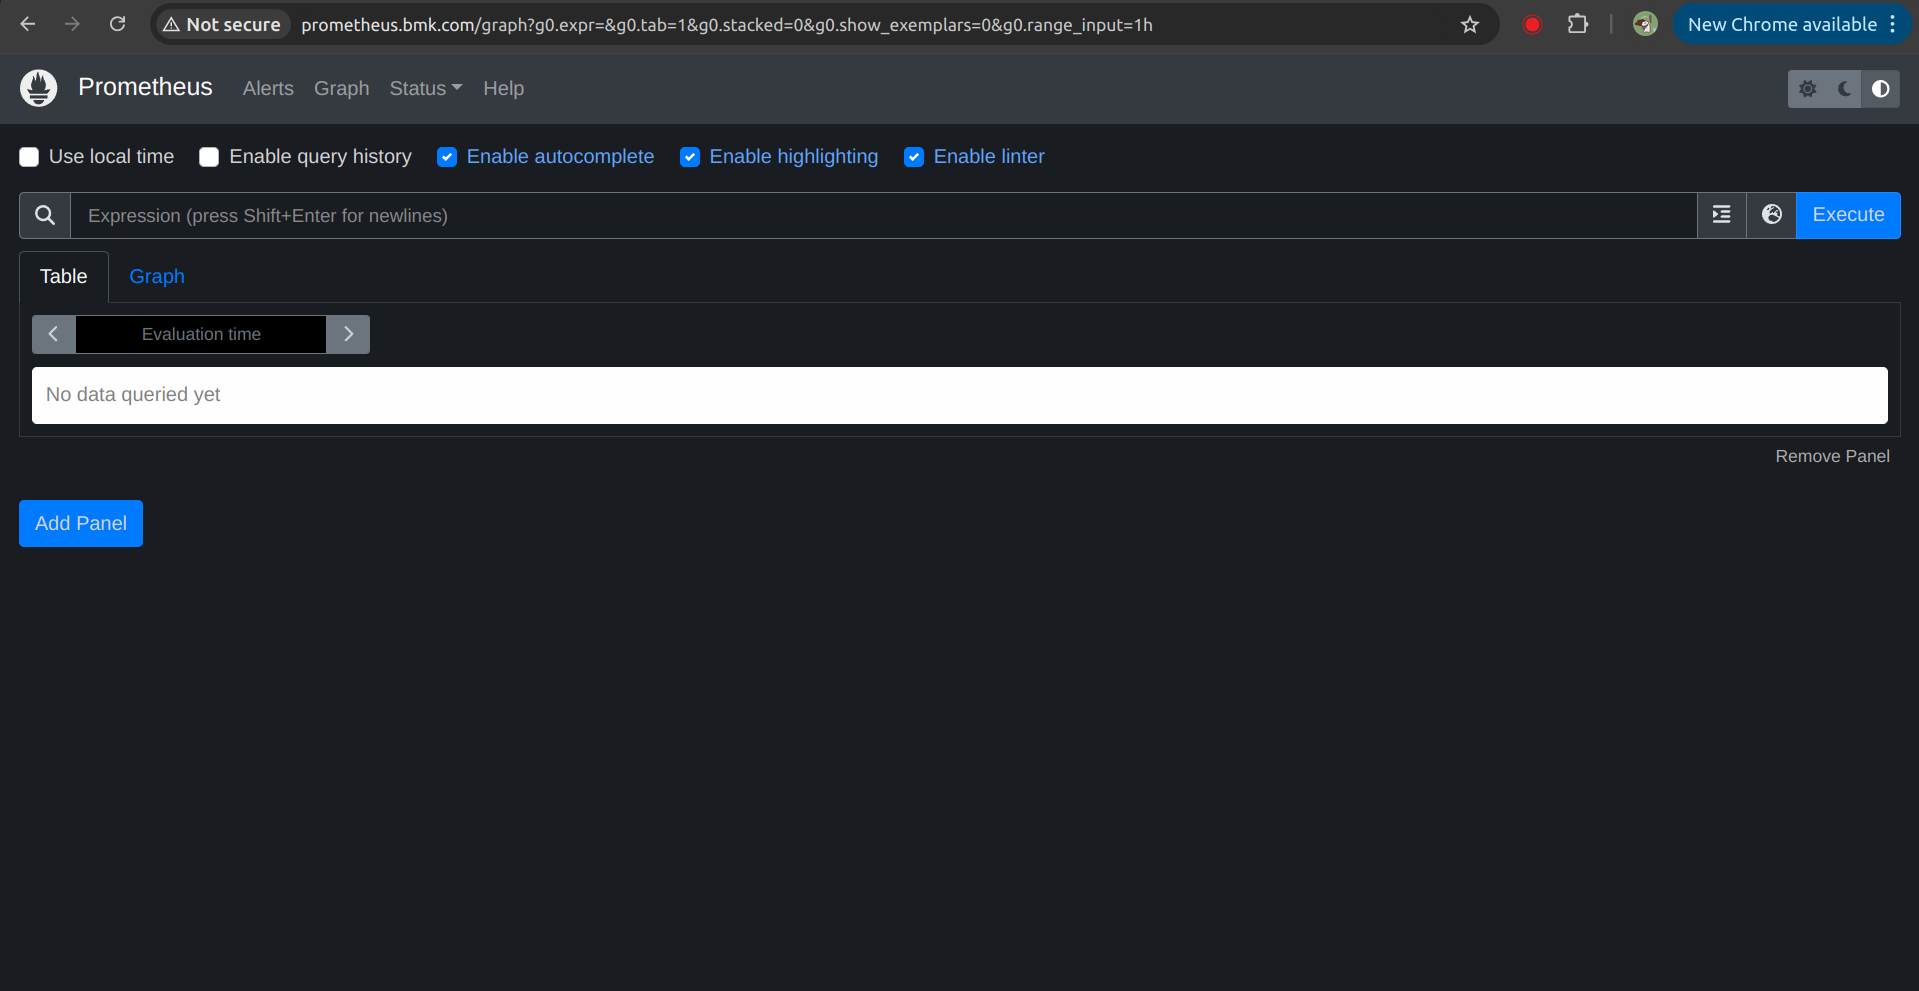 Not secure prometheus.bmk.com/graph?g0.expr=&g0.tab=1&g0.stacked=0&g0.show_exemplars=0&g0.range_input=1h New Chrome available
Prometheus Alerts Graph Status Help
Use local time Enable query history Enable autocomplete Enable highlighting Enable linter
Expression (press Shift+Enter for newlines) Execute
Table Graph
Evaluation time
No data queried yet
Remove Panel
Add Panel